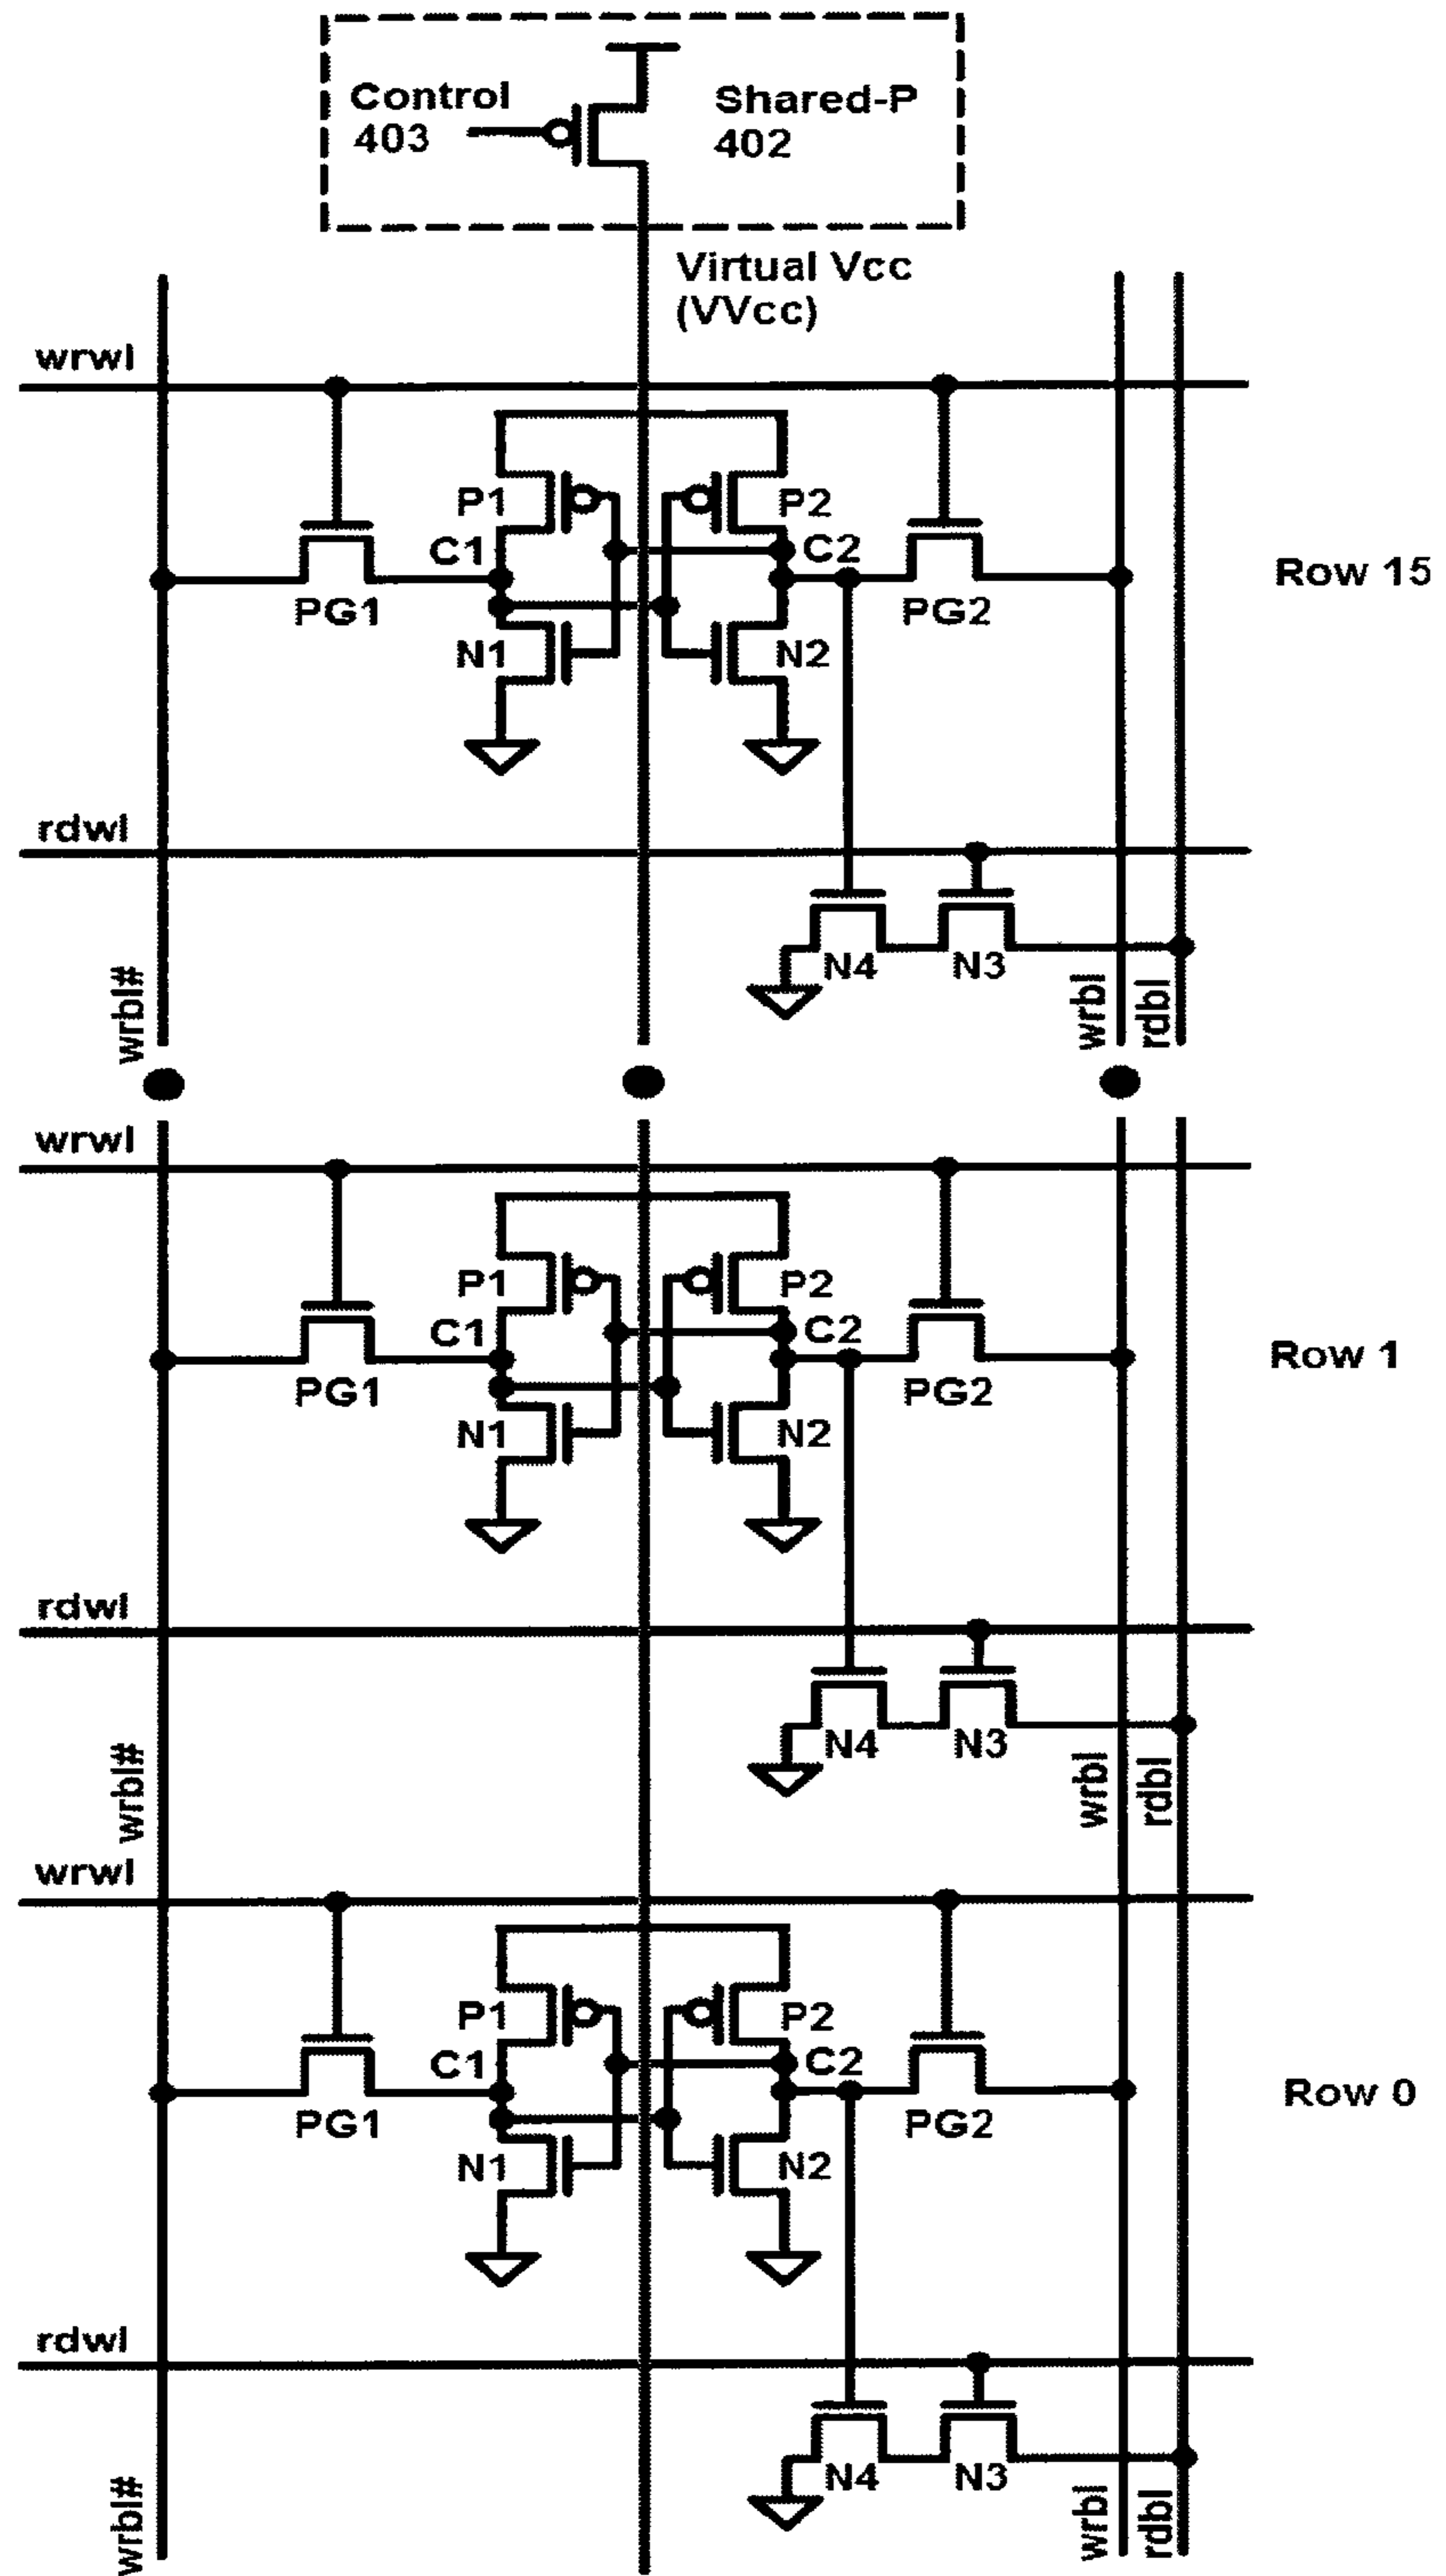 Control
403
Shared-P
402
Virtual Vcc
(VVcc)
wrwl
P1
P2
C1
C2
PG1
PG2
Row 15
N1
N2
rdwl
N4
N3
wrbl#
wrbl
rdbl
wrwl
P1
P2
C1
C2
PG1
PG2
Row 1
N1
N2
rdwl
N4
N3
wrbl#
wrbl
rdbl
wrwl
P1
P2
C1
C2
PG1
PG2
Row 0
N1
N2
rdwl
N4
N3
wrbl#
wrbl
rdbl